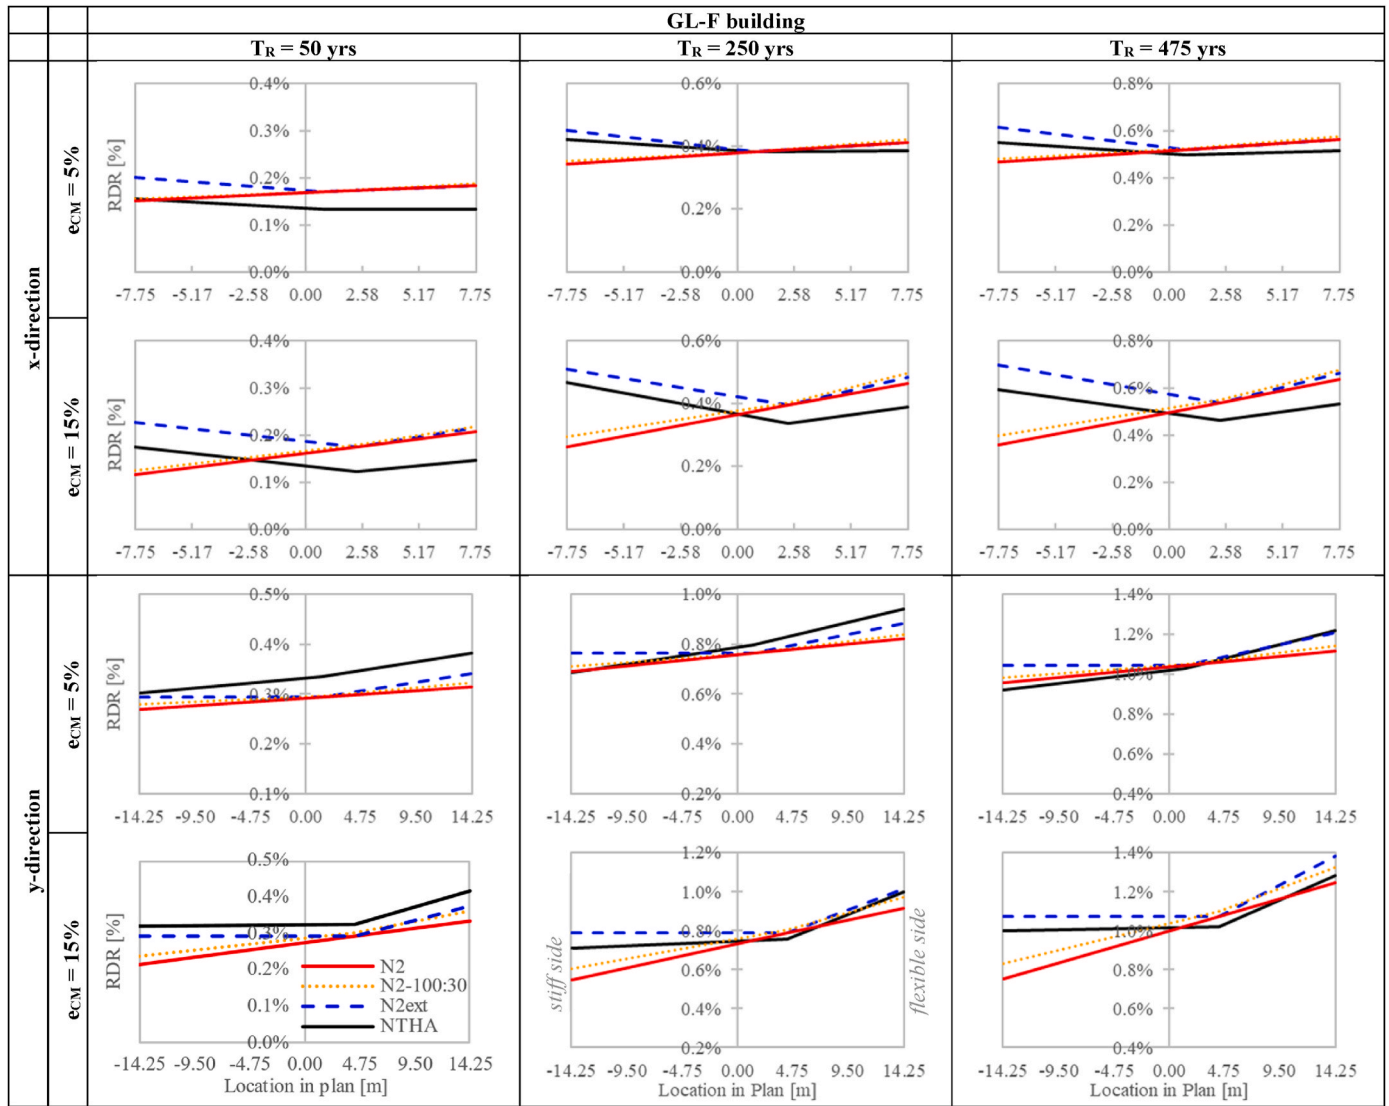 GL-F building
T_R = 50 yrs
T_R = 250 yrs
T_R = 475 yrs
x-direction
e_CM = 5%
RDR [%]
0.4%
0.3%
0.2%
0.1%
0.0%
-7.75 -5.17 -2.58 0.00 2.58 5.17 7.75
0.6%
0.4%
0.2%
0.0%
-7.75 -5.17 -2.58 0.00 2.58 5.17 7.75
0.8%
0.6%
0.4%
0.2%
0.0%
-7.75 -5.17 -2.58 0.00 2.58 5.17 7.75
e_CM = 15%
RDR [%]
0.4%
0.3%
0.2%
0.1%
0.0%
-7.75 -5.17 -2.58 0.00 2.58 5.17 7.75
0.6%
0.4%
0.2%
0.0%
-7.75 -5.17 -2.58 0.00 2.58 5.17 7.75
0.8%
0.6%
0.4%
0.2%
0.0%
-7.75 -5.17 -2.58 0.00 2.58 5.17 7.75
y-direction
e_CM = 5%
RDR [%]
0.5%
0.4%
0.3%
0.2%
0.1%
-14.25 -9.50 -4.75 0.00 4.75 9.50 14.25
1.0%
0.8%
0.6%
0.4%
0.2%
-14.25 -9.50 -4.75 0.00 4.75 9.50 14.25
1.4%
1.2%
1.0%
0.8%
0.6%
0.4%
-14.25 -9.50 -4.75 0.00 4.75 9.50 14.25
e_CM = 15%
RDR [%]
0.5%
0.4%
0.3%
0.2%
0.1%
0.0%
N2
N2-100:30
N2ext
NTHA
-14.25 -9.50 -4.75 0.00 4.75 9.50 14.25
Location in plan [m]
stiff side
1.2%
1.0%
0.8%
0.6%
0.4%
0.2%
flexible side
-14.25 -9.50 -4.75 0.00 4.75 9.50 14.25
Location in Plan [m]
1.4%
1.2%
1.0%
0.8%
0.6%
0.4%
-14.25 -9.50 -4.75 0.00 4.75 9.50 14.25
Location in Plan [m]